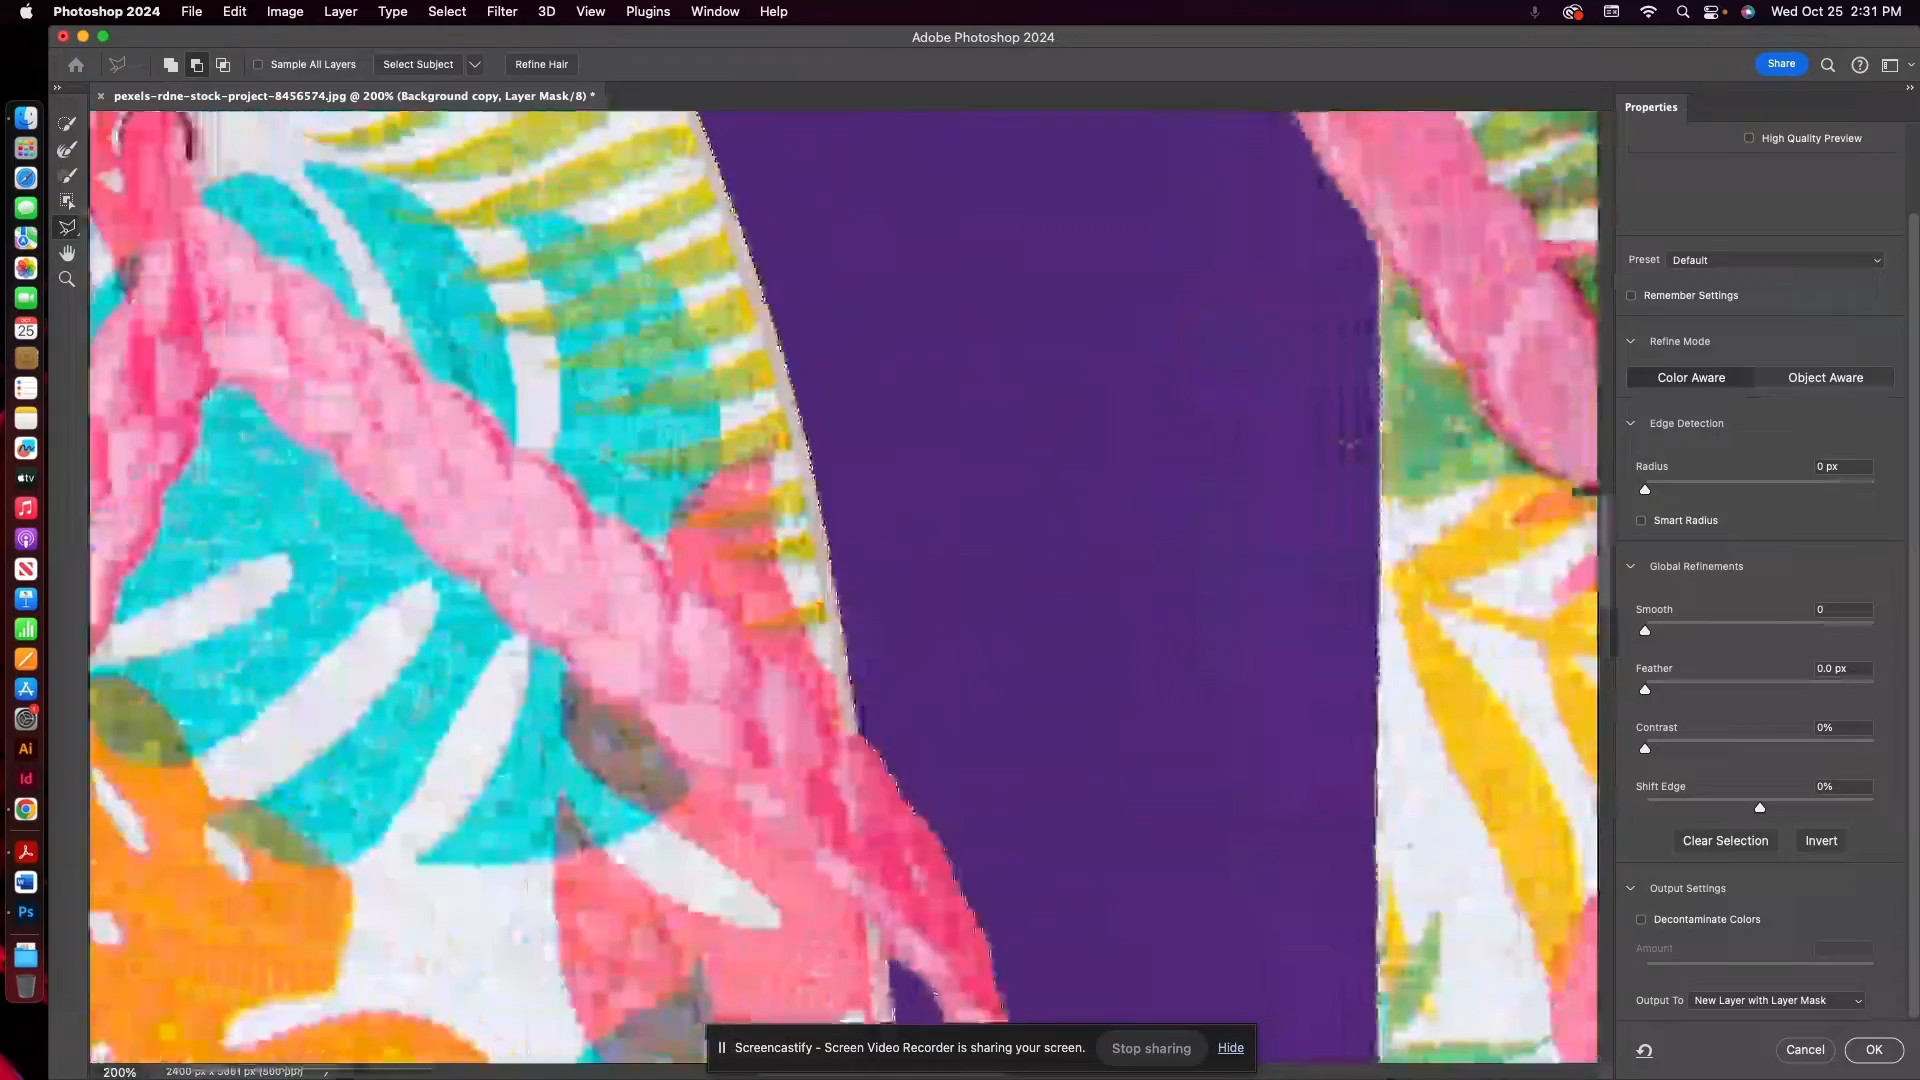 Photoshop 2024 File Edit Image Layer Type Select Filter 3D View Plugins Window Help Wed Oct 25 2:31 PM
Adobe Photoshop 2024
Sample All Layers Select Subject Refine Hair Share
pexels-rdne-stock-project-8456574.jpg @ 200% (Background copy, Layer Mask/8) *
Properties
High Quality Preview
Preset Default
Remember Settings
Refine Mode
Color Aware Object Aware
Edge Detection
Radius 0 px
Smart Radius
Global Refinements
Smooth 0
Feather 0.0 px
Contrast 0%
Shift Edge 0%
Clear Selection Invert
Output Settings
Decontaminate Colors
Amount
Output To New Layer with Layer Mask
Cancel OK
OCT
25
tv
Ai
Id
Ps
Screencastify - Screen Video Recorder is sharing your screen. Stop sharing Hide
200%